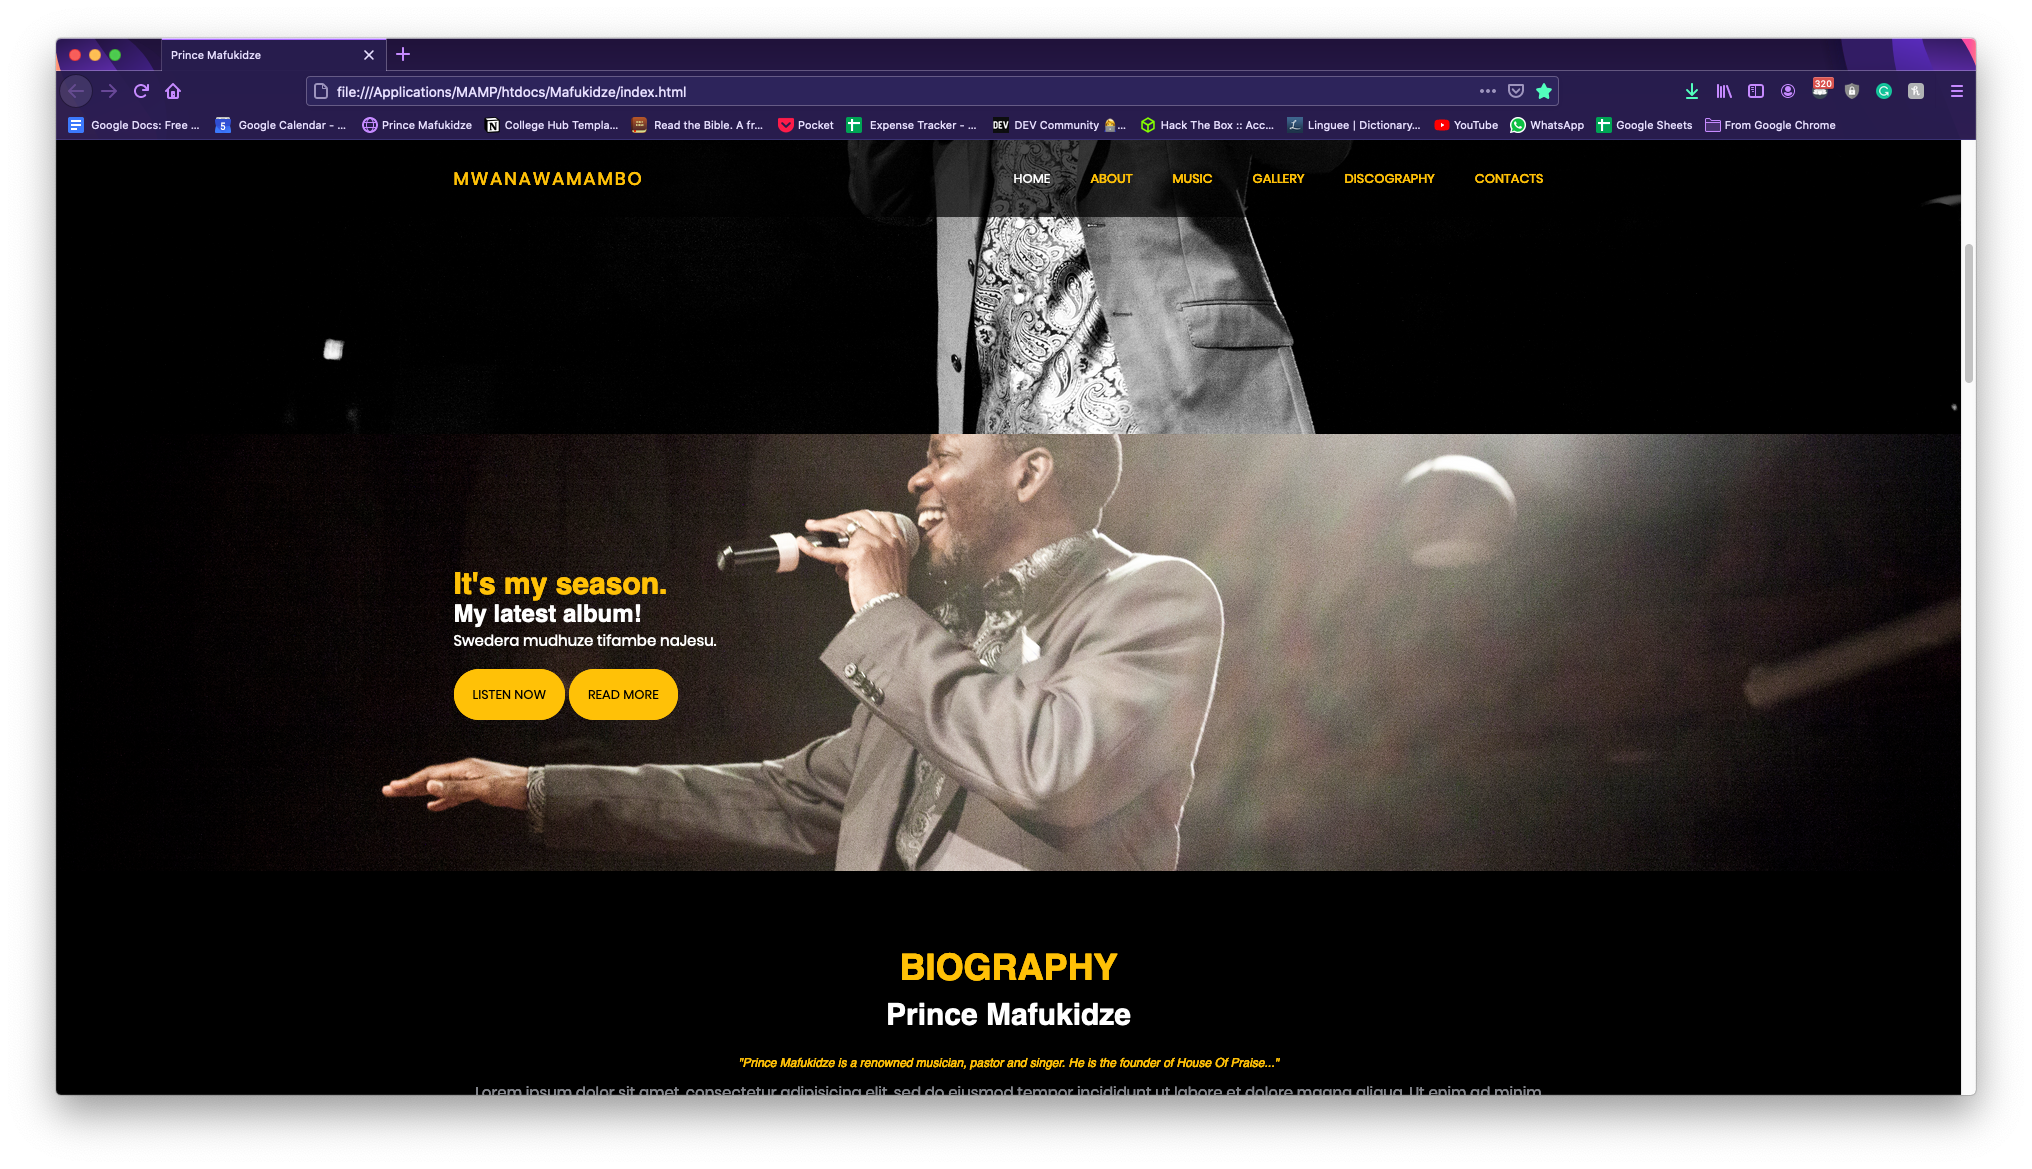 Prince Mafukidze
file:///Applications/MAMP/htdocs/Mafukidze/index.html
320
Google Docs: Free ...
5 Google Calendar - ...
Prince Mafukidze
College Hub Templa...
Read the Bible. A fr...
Pocket
Expense Tracker - ...
DEV DEV Community ...
Hack The Box :: Acc...
Linguee | Dictionary...
YouTube
WhatsApp
Google Sheets
From Google Chrome
MWANAWAMAMBO
HOME
ABOUT
MUSIC
GALLERY
DISCOGRAPHY
CONTACTS
It's my season.
My latest album!
Swedera mudhuze tifambe naJesu.
LISTEN NOW
READ MORE
BIOGRAPHY
Prince Mafukidze
"Prince Mafukidze is a renowned musician, pastor and singer. He is the founder of House Of Praise..."
Lorem ipsum dolor sit amet, consectetur adipisicing elit, sed do eiusmod tempor incididunt ut labore et dolore magna aliqua. Ut enim ad minim